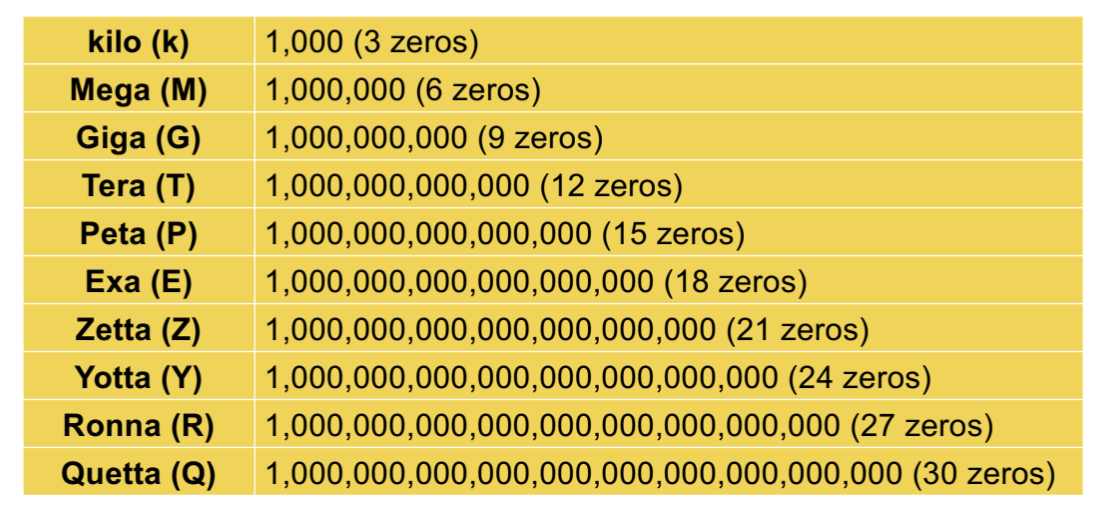 kilo (k) 1,000 (3 zeros)
Mega (M) 1,000,000 (6 zeros)
Giga (G) 1,000,000,000 (9 zeros)
Tera (T) 1,000,000,000,000 (12 zeros)
Peta (P) 1,000,000,000,000,000 (15 zeros)
Exa (E) 1,000,000,000,000,000,000 (18 zeros)
Zetta (Z) 1,000,000,000,000,000,000,000 (21 zeros)
Yotta (Y) 1,000,000,000,000,000,000,000,000 (24 zeros)
Ronna (R) 1,000,000,000,000,000,000,000,000,000 (27 zeros)
Quetta (Q) 1,000,000,000,000,000,000,000,000,000,000 (30 zeros)